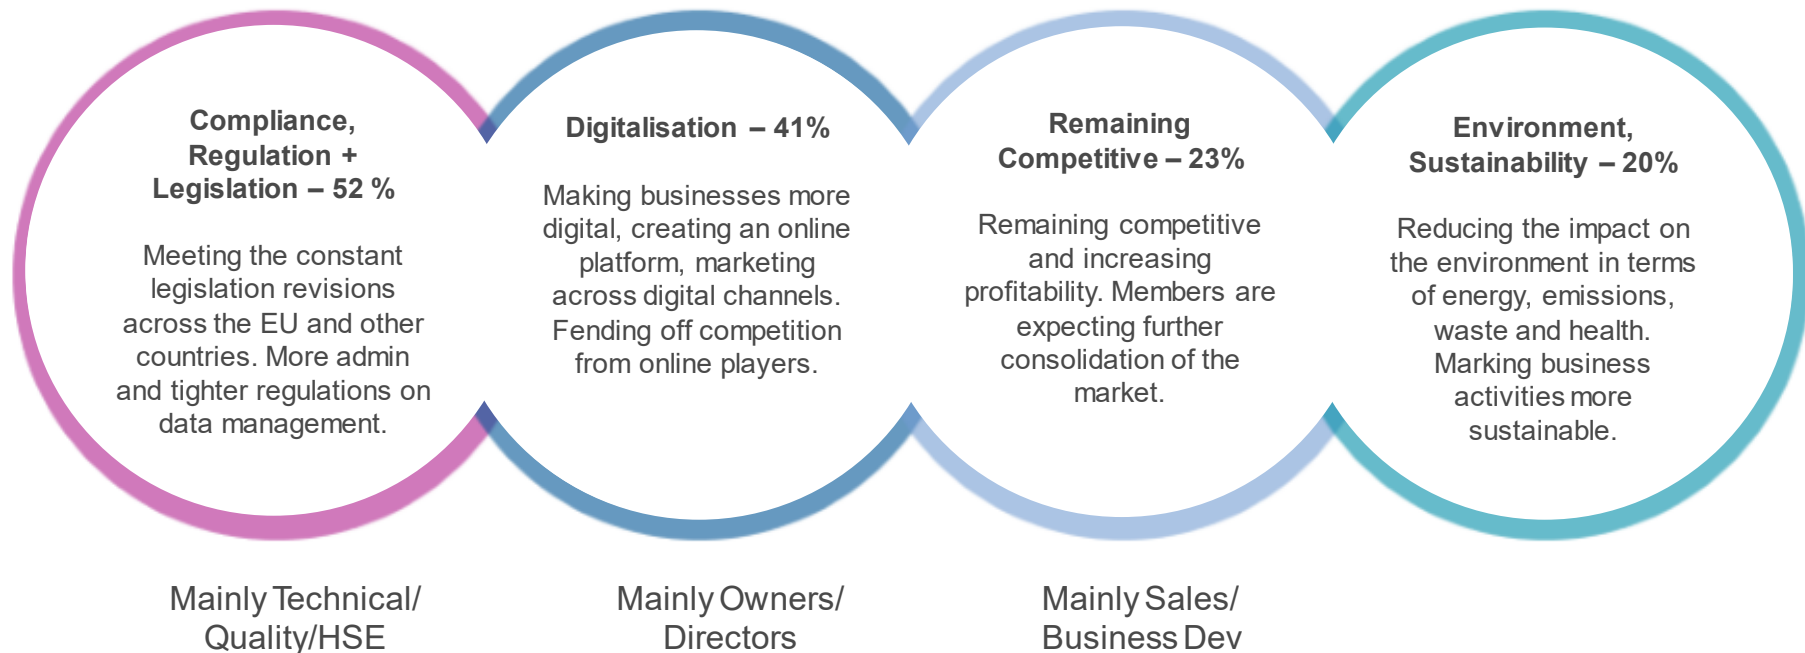 Compliance,
Regulation +
Legislation – 52 %
Meeting the constant
legislation revisions
across the EU and other
countries. More admin
and tighter regulations on
data management.
Mainly Technical/
Quality/HSE
Digitalisation – 41%
Making businesses more
digital, creating an online
platform, marketing
across digital channels.
Fending off competition
from online players.
Mainly Owners/
Directors
Remaining
Competitive – 23%
Remaining competitive
and increasing
profitability. Members are
expecting further
consolidation of the
market.
Mainly Sales/
Business Dev
Environment,
Sustainability – 20%
Reducing the impact on
the environment in terms
of energy, emissions,
waste and health.
Marking business
activities more
sustainable.